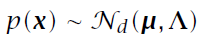 p(𝒙) ∼ 𝒩_d(𝝁, 𝚲)